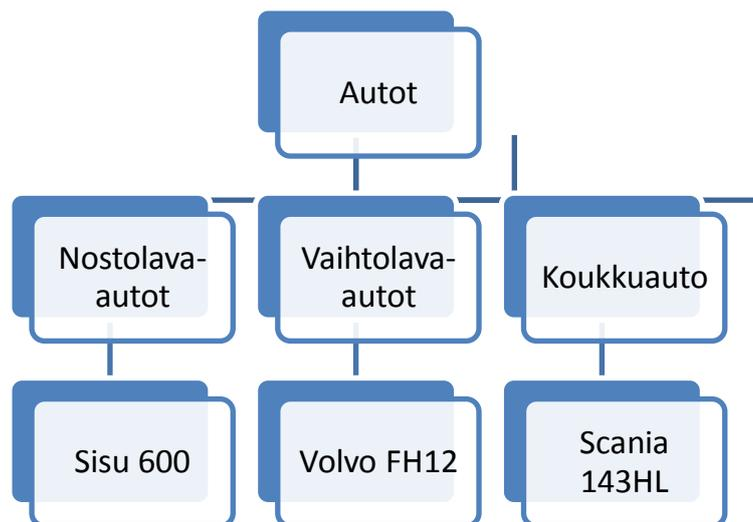 Autot
Nostolava-
autot
Vaihtolava-
autot
Koukkuauto
Sisu 600
Volvo FH12
Scania
143HL